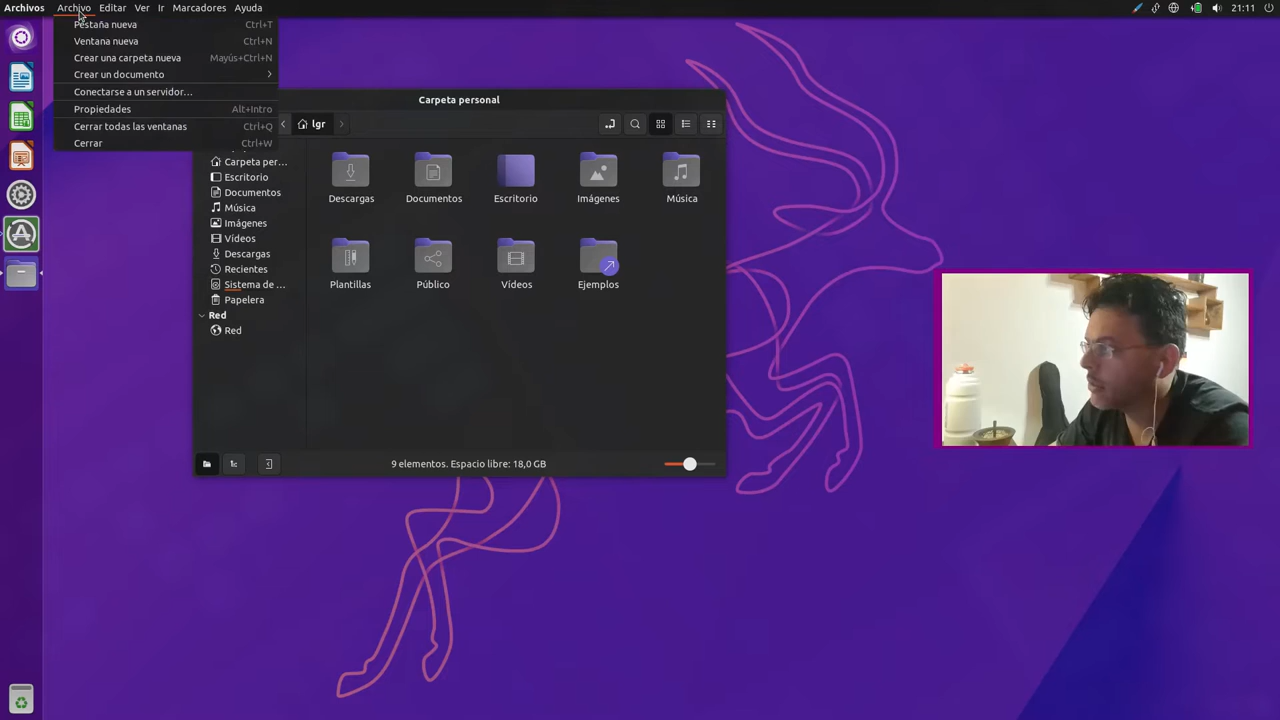 Archivos Archivo Editar Ver Ir Marcadores Ayuda 21:11
Pestaña nueva Ctrl+T
Ventana nueva Ctrl+N
Crear una carpeta nueva Mayús+Ctrl+N
Crear un documento
Conectarse a un servidor…
Propiedades Alt+Intro
Cerrar todas las ventanas Ctrl+Q
Cerrar Ctrl+W
Carpeta personal
lgr
Carpeta per…
Escritorio
Documentos
Música
Imágenes
Vídeos
Descargas
Recientes
Sistema de …
Papelera
Red
Red
Descargas Documentos Escritorio Imágenes Música
Plantillas Público Vídeos Ejemplos
9 elementos. Espacio libre: 18,0 GB